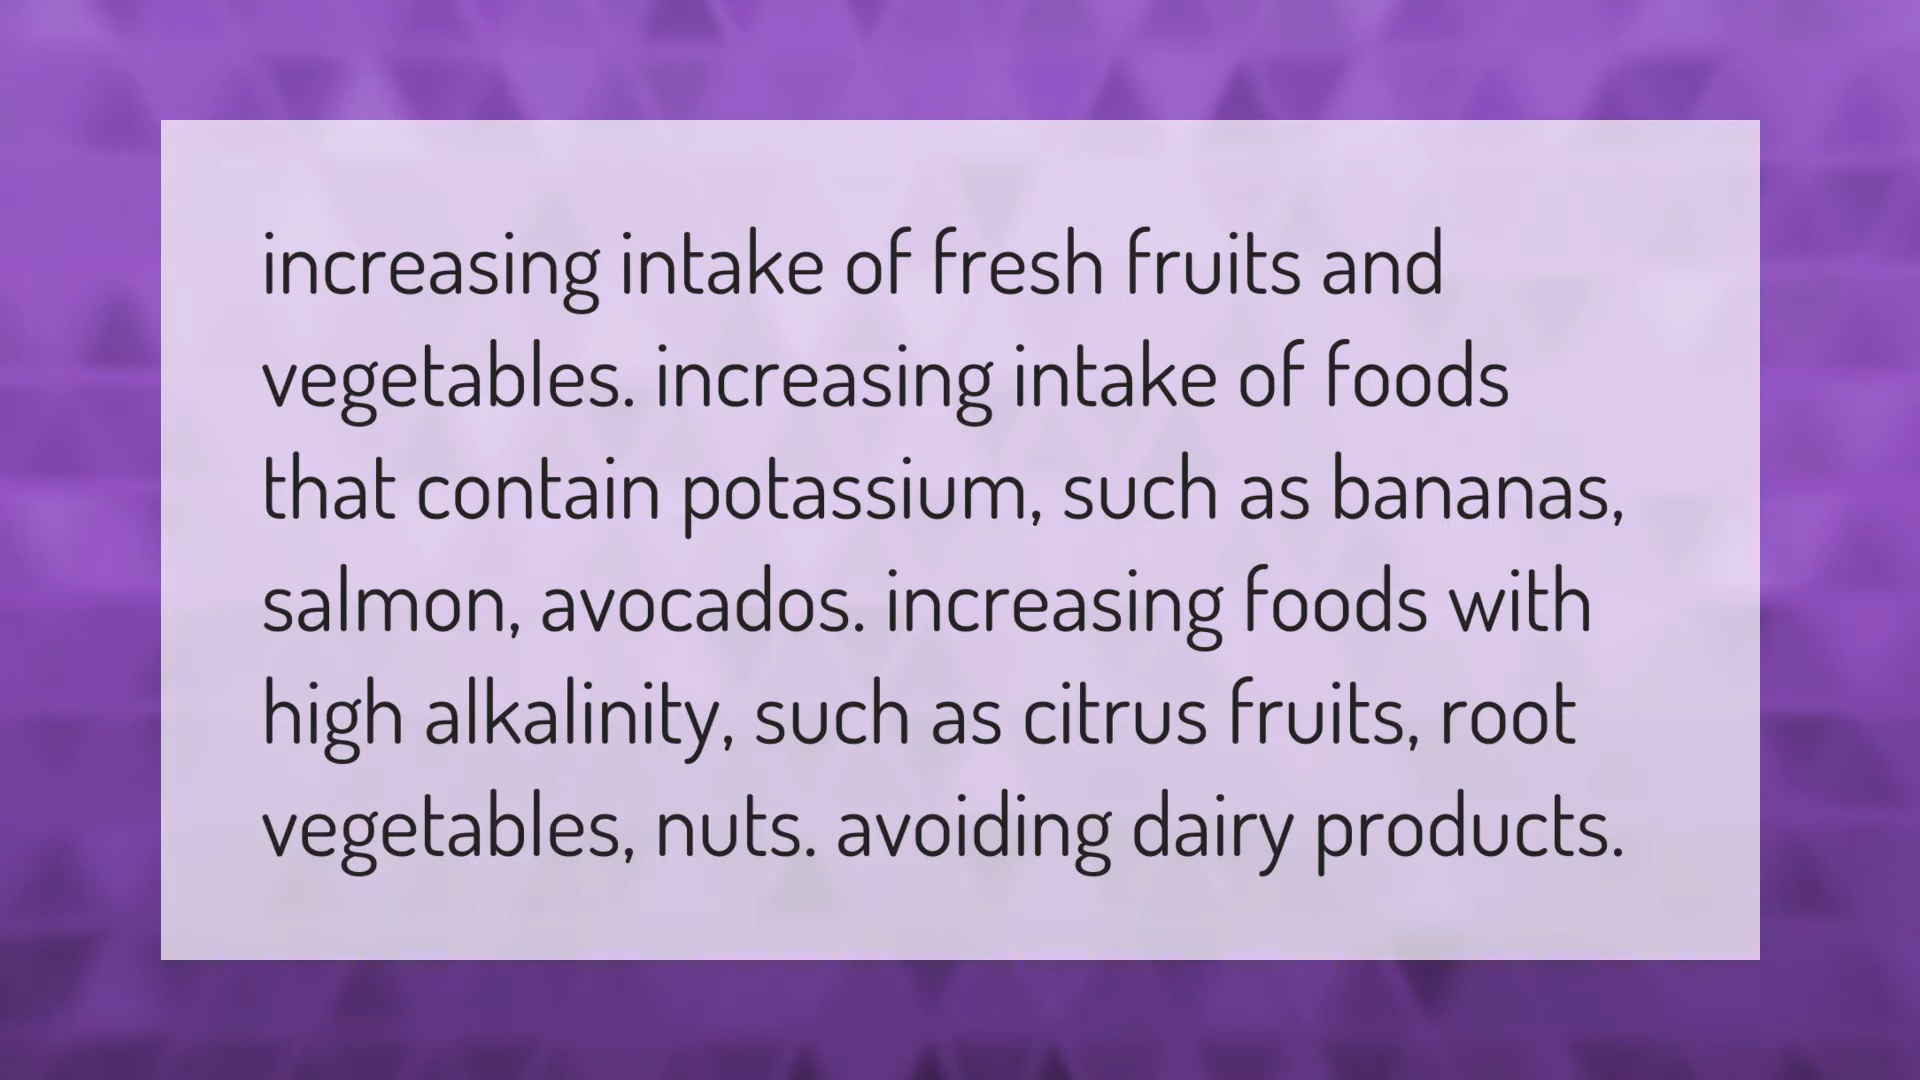 increasing intake of fresh fruits and
vegetables. increasing intake of foods
that contain potassium, such as bananas,
salmon, avocados. increasing foods with
high alkalinity, such as citrus fruits, root
vegetables, nuts. avoiding dairy products.